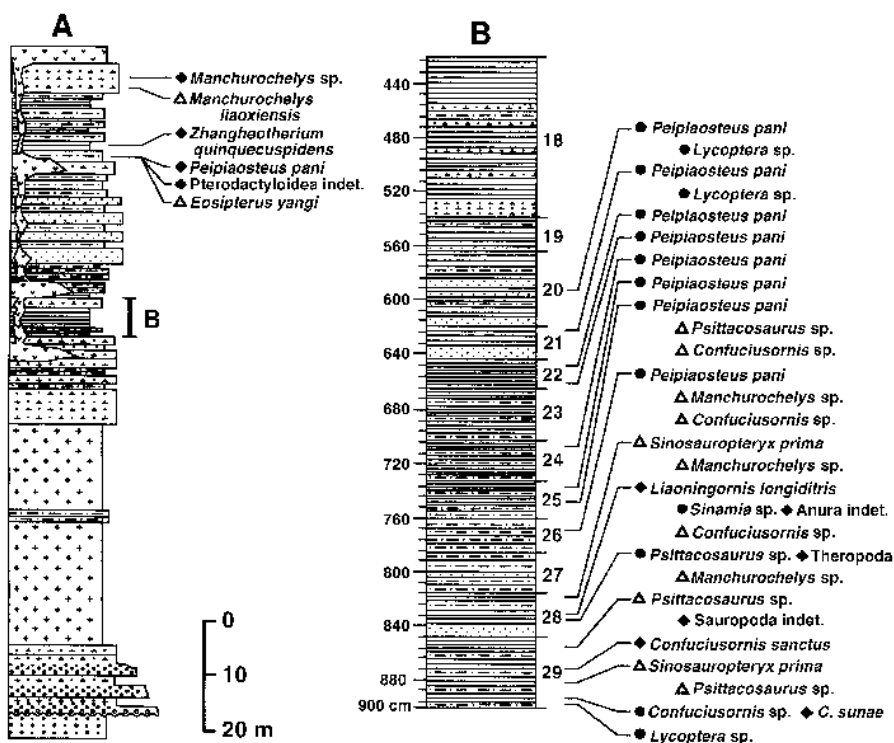 A
◆ Manchurochelys sp.
△ Manchurochelys
liaoxiensis
◆ Zhangheotherium
quinquecuspidens
◆ Peipiaosteus pani
● Pterodactyloidea indet.
△ Eosipterus yangi
B
0
10
20 m
B
440
480
520
560
600
640
680
720
760
800
840
880
900 cm
18
19
20
21
22
23
24
25
26
27
28
29
● Peipiaosteus pani
● Lycoptera sp.
● Peipiaosteus pani
● Lycoptera sp.
● Peipiaosteus pani
● Peipiaosteus pani
● Peipiaosteus pani
● Peipiaosteus pani
● Peipiaosteus pani
△ Psittacosaurus sp.
△ Confuciusornis sp.
● Peipiaosteus pani
△ Manchurochelys sp.
△ Confuciusornis sp.
△ Sinosauropteryx prima
△ Manchurochelys sp.
◆ Liaoningornis longiditris
● Sinamia sp. ◆ Anura indet.
△ Confuciusornis sp.
● Psittacosaurus sp. ◆ Theropoda
△ Manchurochelys sp.
△ Psittacosaurus sp.
◆ Sauropoda indet.
◆ Confuciusornis sanctus
△ Sinosauropteryx prima
△ Psittacosaurus sp.
● Confuciusornis sp. ◆ C. sunae
● Lycoptera sp.